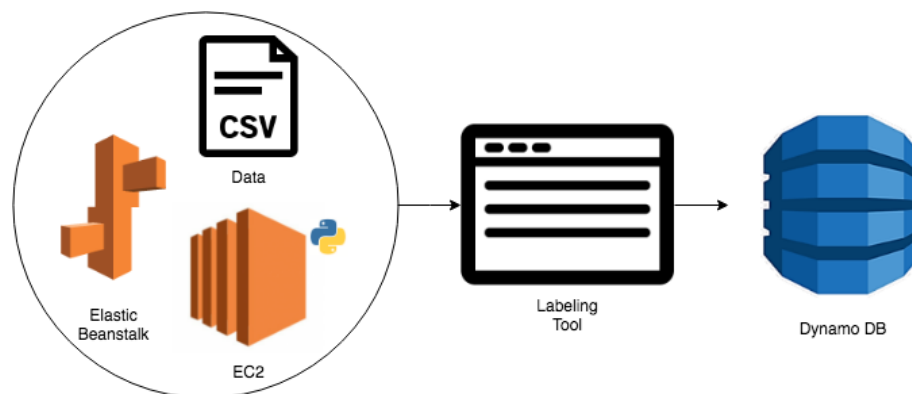 CSV
Data
Elastic
Beanstalk
EC2
Labeling
Tool
Dynamo DB